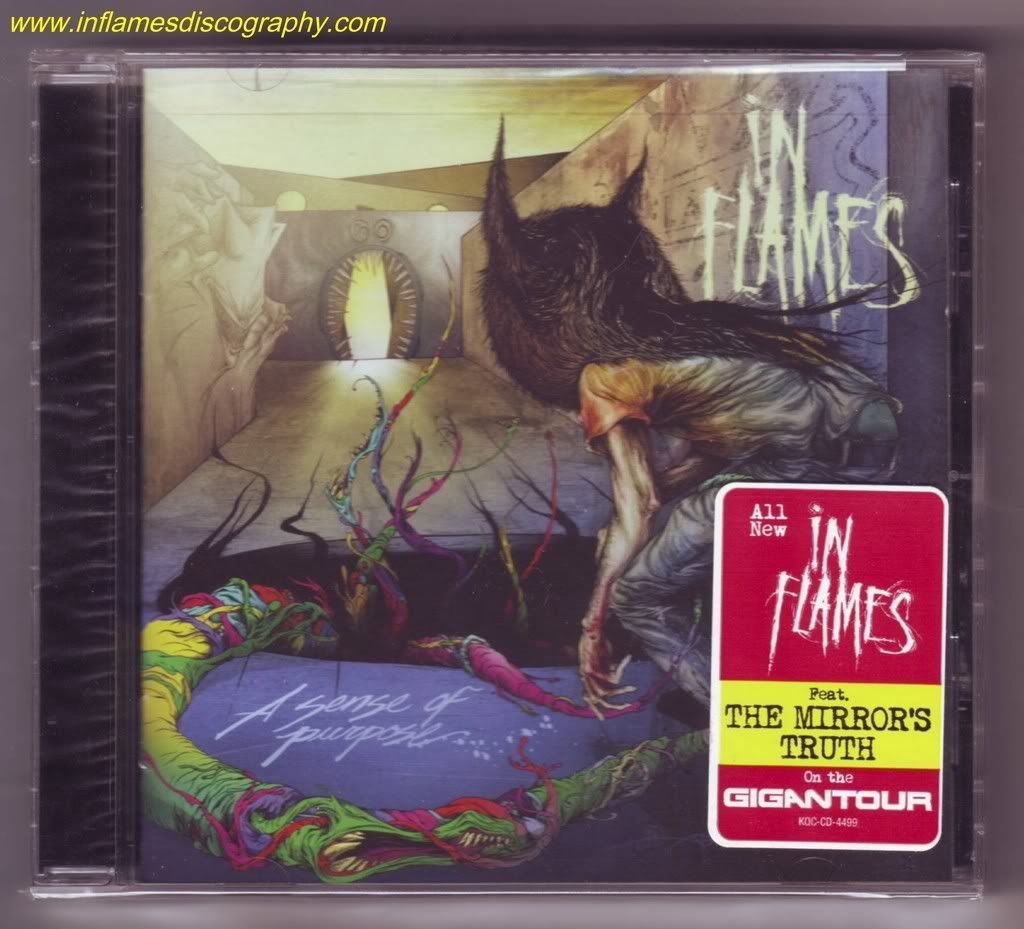 www.inflamesdiscography.com
IN
FLAMES
All
New
IN
FLAMES
Feat.
THE MIRROR'S
TRUTH
On the
GIGANTOUR
KOC-CD-4499
A sense of
purpose